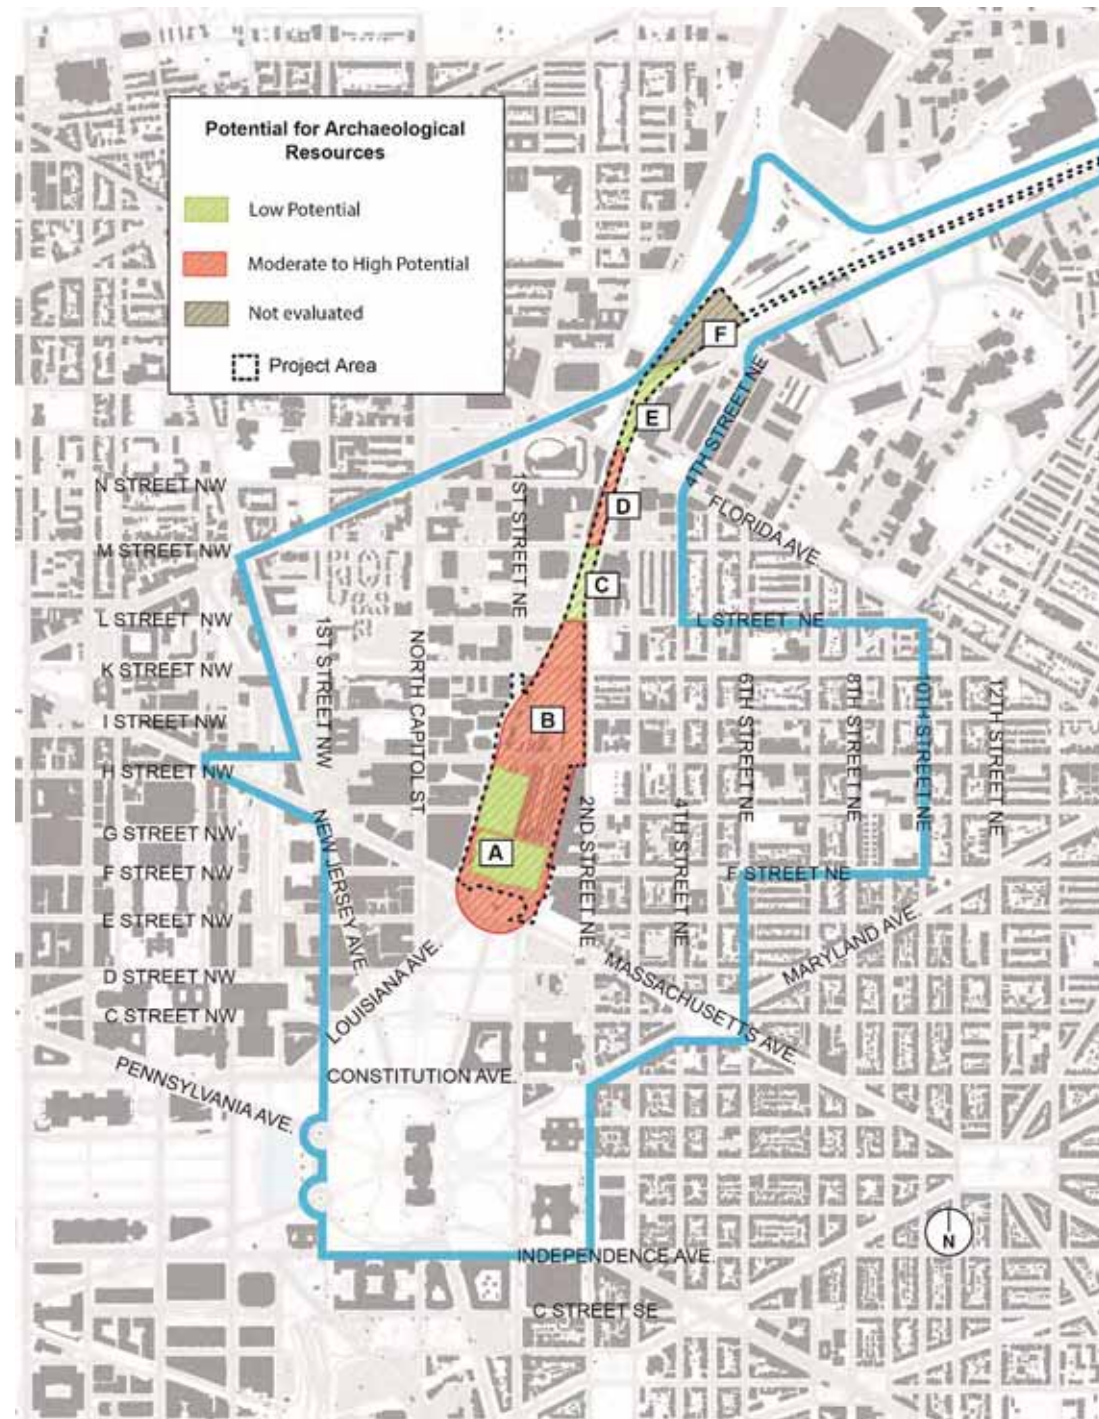 Potential for Archaeological
Resources
Low Potential
Moderate to High Potential
Not evaluated
Project Area
F
E
4TH STREET NE
N STREET NW
1ST STREET NE
D
FLORIDA AVE
M STREET NW
C
L STREET NW
L STREET NE
1ST STREET NW
NORTH CAPITOL ST.
K STREET NW
6TH STREET NE
8TH STREET NE
10TH STREET NE
12TH STREET NE
I STREET NW
B
H STREET NW
2ND STREET NE
4TH STREET NE
NEW JERSEY AVE.
G STREET NW
A
F STREET NW
F STREET NE
E STREET NW
MARYLAND AVE.
LOUISIANA AVE.
MASSACHUSETTS AVE.
D STREET NW
C STREET NW
PENNSYLVANIA AVE.
CONSTITUTION AVE.
N
INDEPENDENCE AVE.
C STREET SE